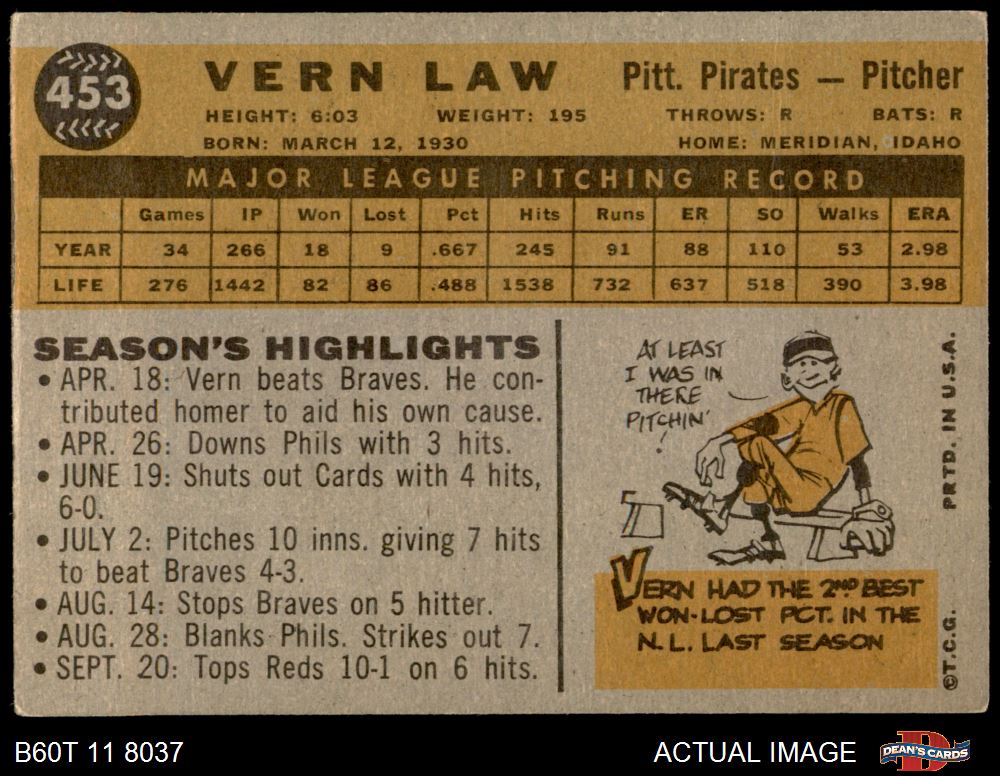 453
VERN LAW Pitt. Pirates — Pitcher
HEIGHT: 6:03 WEIGHT: 195 THROWS: R BATS: R
BORN: MARCH 12, 1930 HOME: MERIDIAN, IDAHO
MAJOR LEAGUE PITCHING RECORD
Games IP Won Lost Pct Hits Runs ER SO Walks ERA
YEAR 34 266 18 9 .667 245 91 88 110 53 2.98
LIFE 276 1442 82 86 .488 1538 732 637 518 390 3.98
SEASON'S HIGHLIGHTS
• APR. 18: Vern beats Braves. He con-
tributed homer to aid his own cause.
• APR. 26: Downs Phils with 3 hits.
• JUNE 19: Shuts out Cards with 4 hits,
6-0.
• JULY 2: Pitches 10 inns. giving 7 hits
to beat Braves 4-3.
• AUG. 14: Stops Braves on 5 hitter.
• AUG. 28: Blanks Phils. Strikes out 7.
• SEPT. 20: Tops Reds 10-1 on 6 hits.
AT LEAST
I WAS IN
THERE
PITCHIN'
!
VERN HAD THE 2ND BEST
WON-LOST PCT. IN THE
N.L. LAST SEASON
©T.C.G. PRTD. IN U.S.A.
B60T 11 8037 ACTUAL IMAGE DEAN'S CARDS